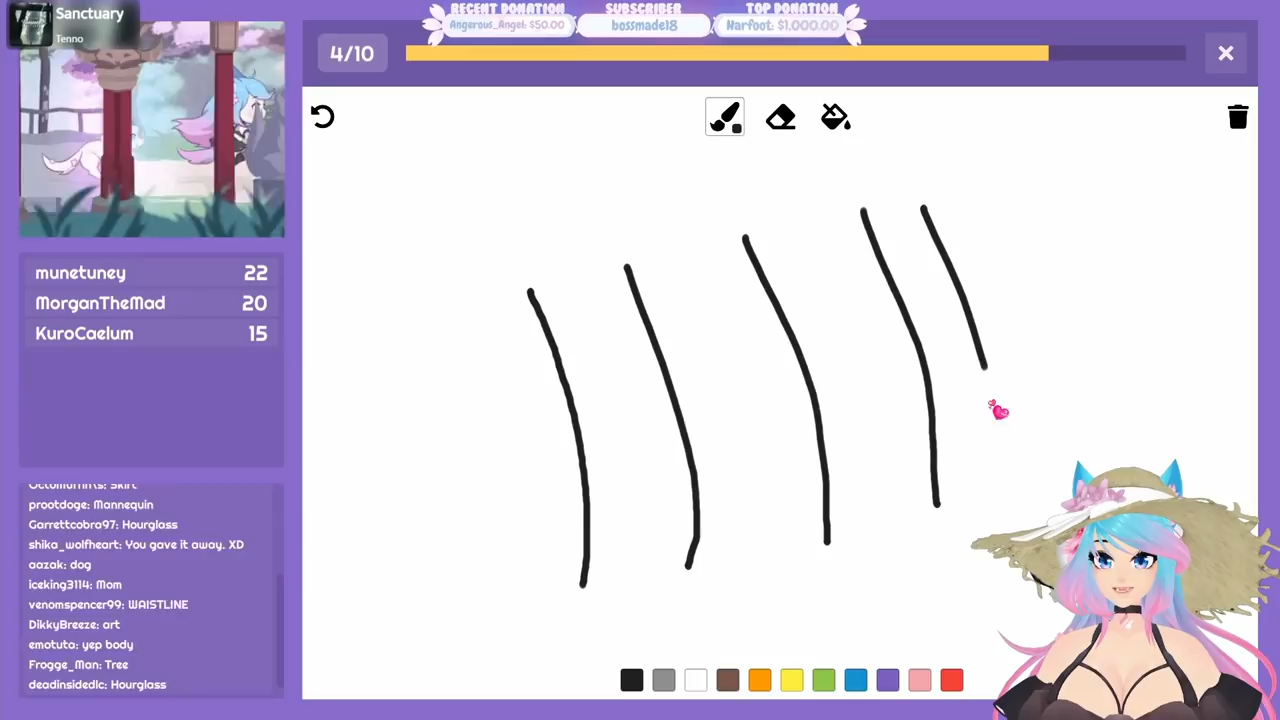 Sanctuary
Tenno
RECENT DONATION
Angerous_Angel: $50.00
SUBSCRIBER
bossmade18
TOP DONATION
Narfoot: $1,000.00
4/10
munetuney 22
MorganTheMad 20
KuroCaelum 15
prootdoge: Mannequin
Garrettcobra97: Hourglass
shika_wolfheart: You gave it away. XD
aazak: dog
iceking3114: Mom
venomspencer99: WAISTLINE
DikkyBreeze: art
emotuta: yep body
Frogge_Man: Tree
deadinsidedlc: Hourglass